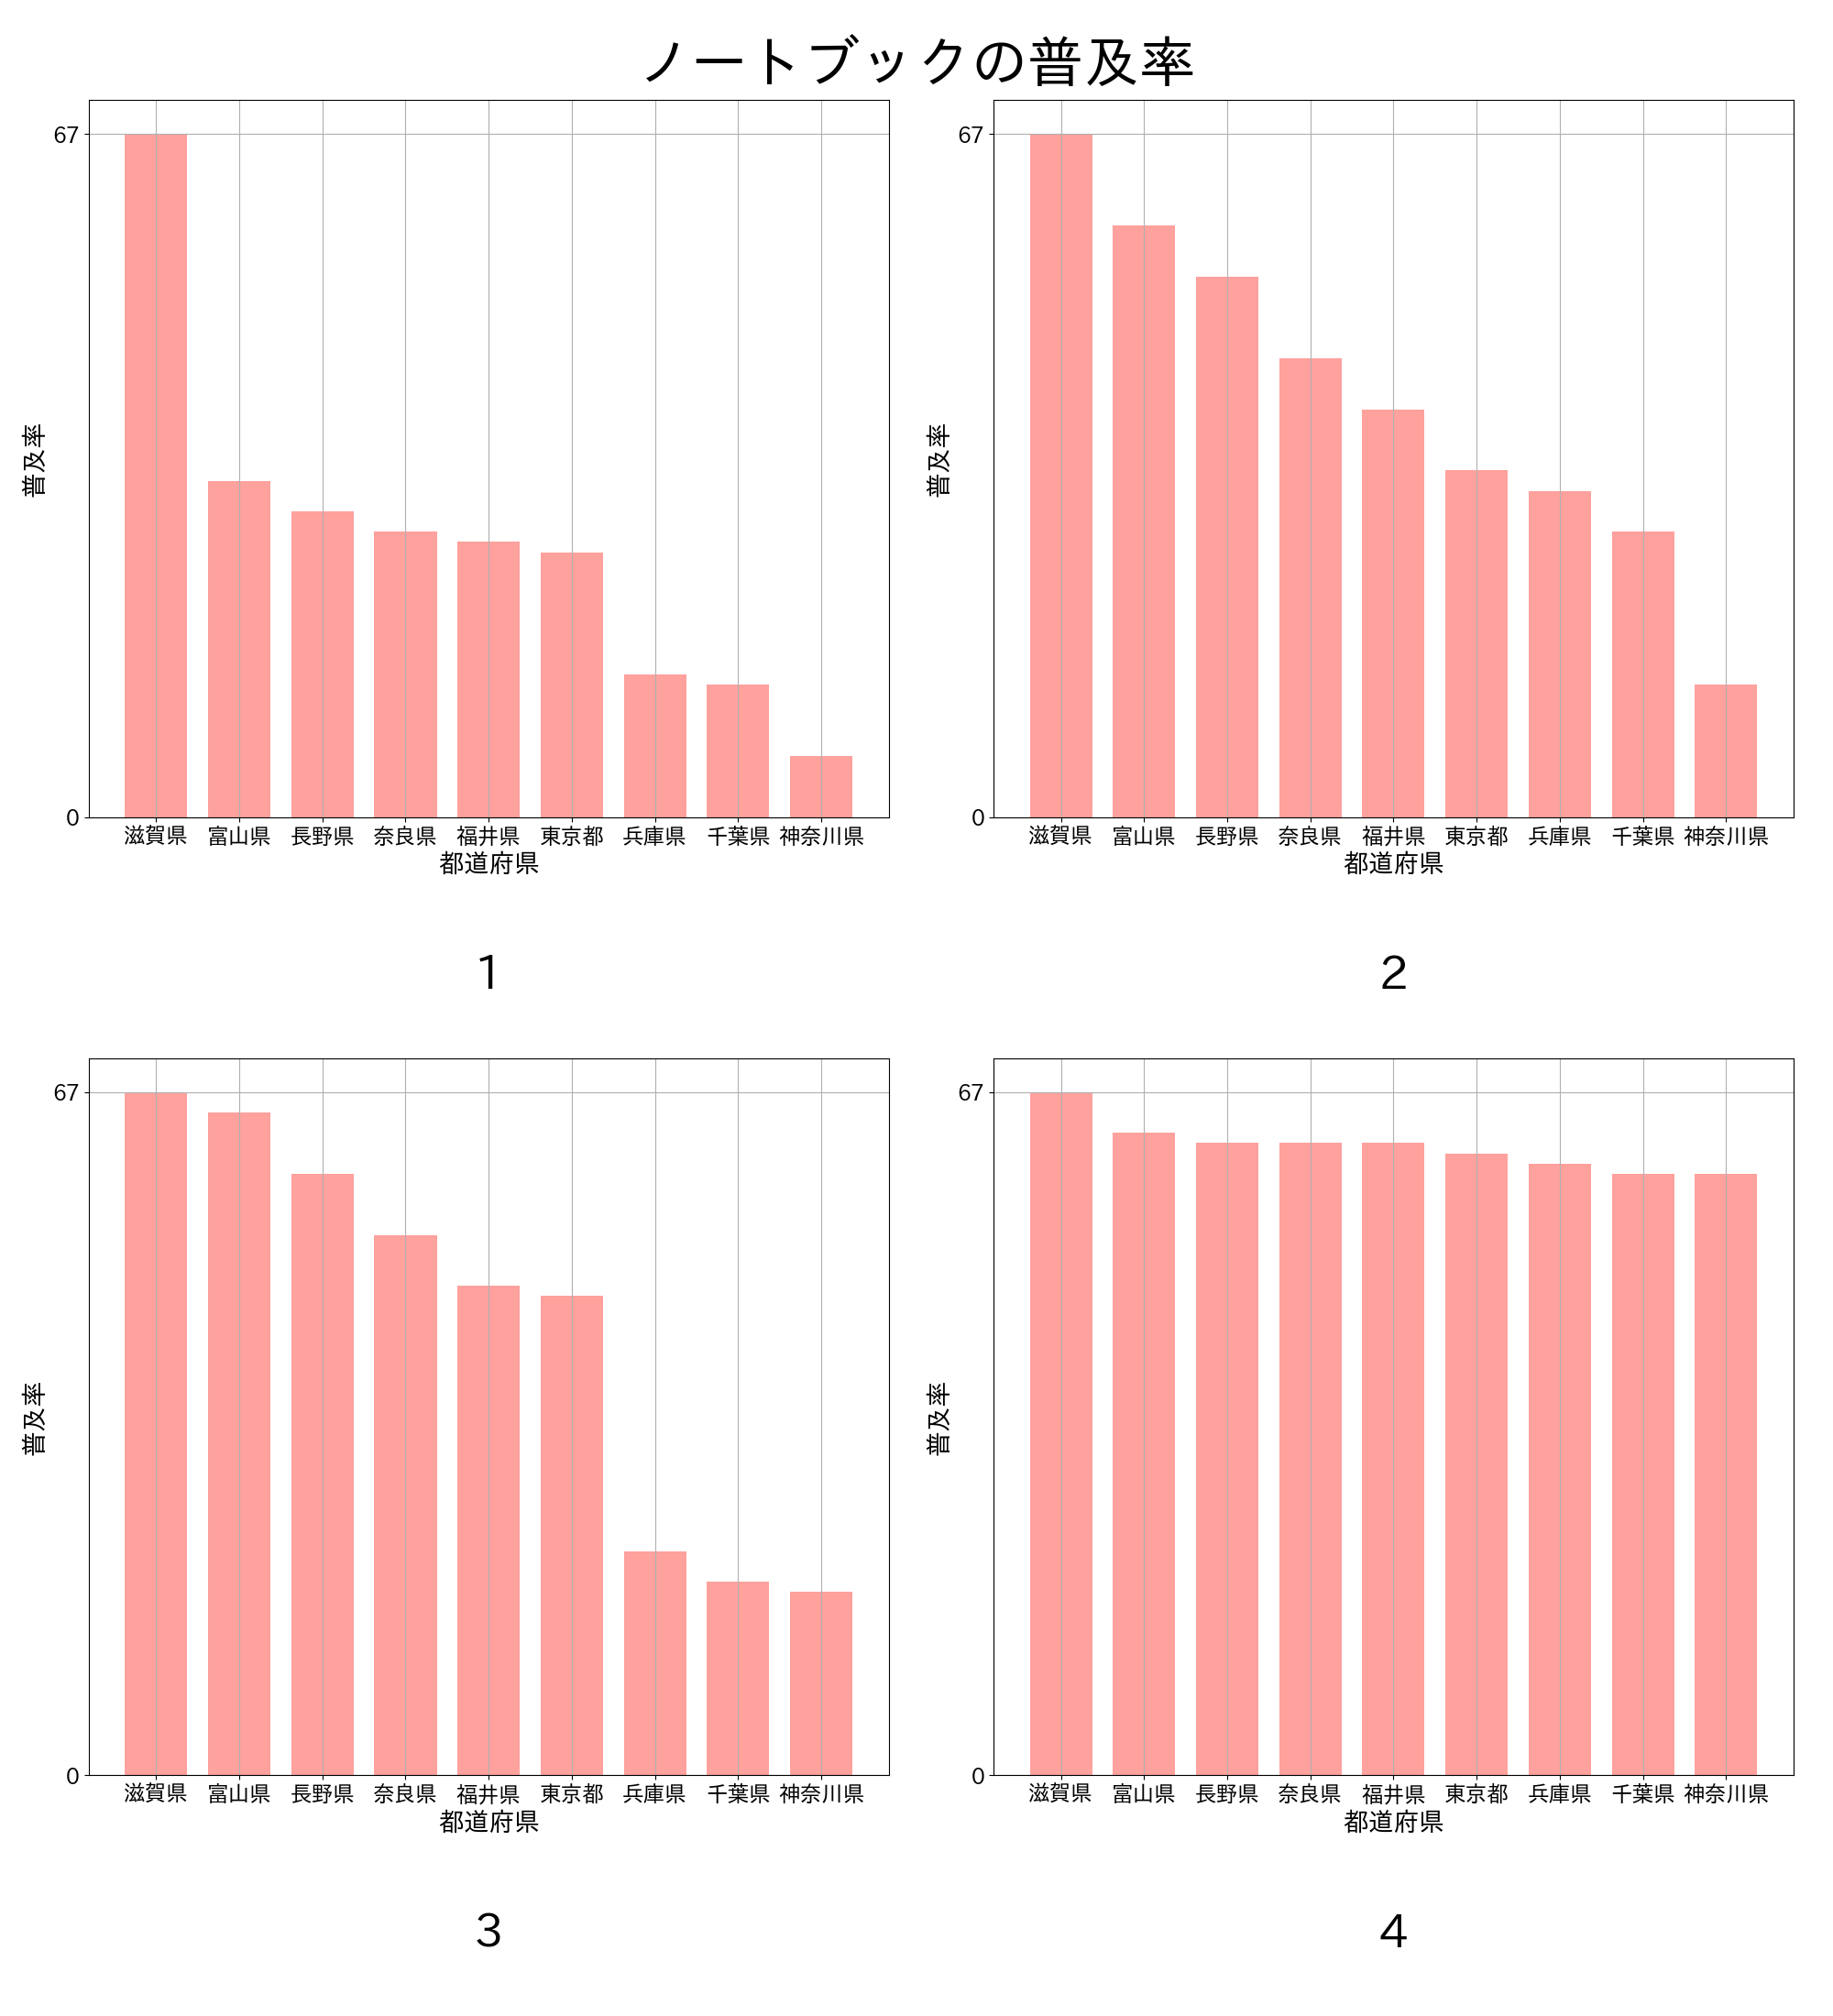 ノートブックの普及率
67
普及率
0
滋賀県 富山県 長野県 奈良県 福井県 東京都 兵庫県 千葉県 神奈川県
都道府県
1
67
普及率
0
滋賀県 富山県 長野県 奈良県 福井県 東京都 兵庫県 千葉県 神奈川県
都道府県
2
67
普及率
0
滋賀県 富山県 長野県 奈良県 福井県 東京都 兵庫県 千葉県 神奈川県
都道府県
3
67
普及率
0
滋賀県 富山県 長野県 奈良県 福井県 東京都 兵庫県 千葉県 神奈川県
都道府県
4